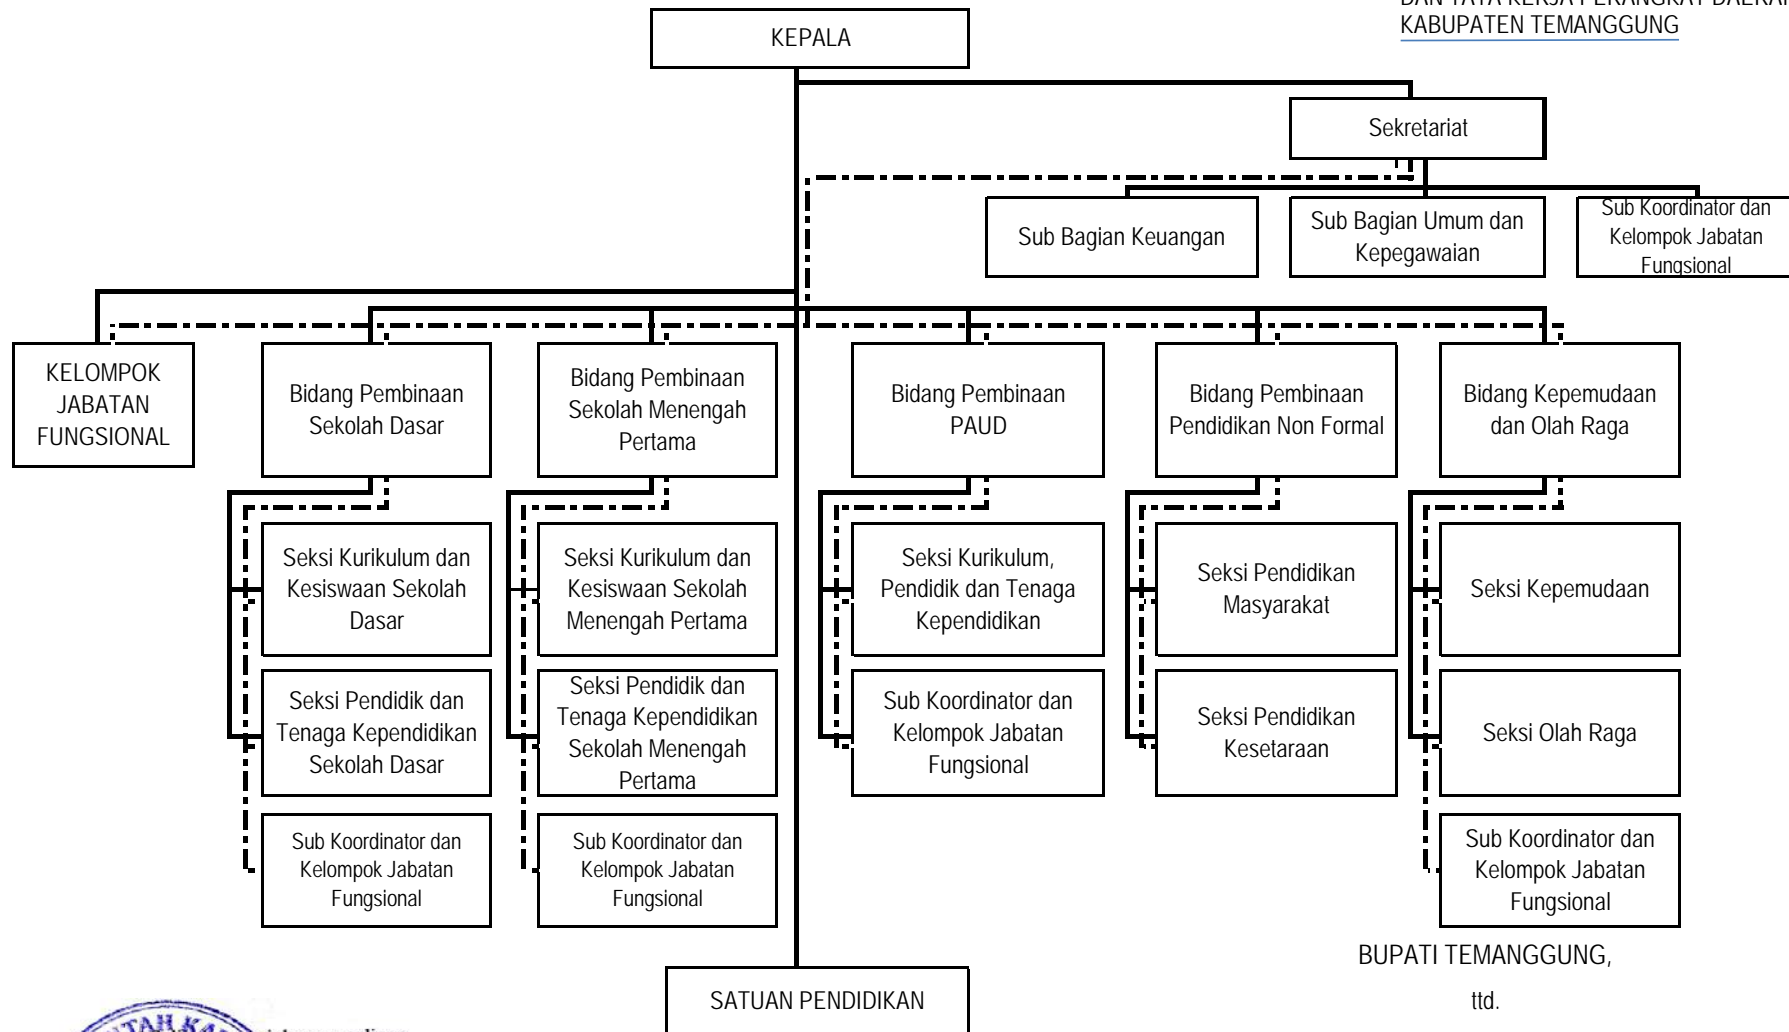 DAN TATA KERJA PERANGKAT DAERAH
KABUPATEN TEMANGGUNG
KEPALA
Sekretariat
Sub Bagian Keuangan
Sub Bagian Umum dan
Kepegawaian
Sub Koordinator dan
Kelompok Jabatan
Fungsional
KELOMPOK
JABATAN
FUNGSIONAL
Bidang Pembinaan
Sekolah Dasar
Bidang Pembinaan
Sekolah Menengah
Pertama
Bidang Pembinaan
PAUD
Bidang Pembinaan
Pendidikan Non Formal
Bidang Kepemudaan
dan Olah Raga
Seksi Kurikulum dan
Kesiswaan Sekolah
Dasar
Seksi Kurikulum dan
Kesiswaan Sekolah
Menengah Pertama
Seksi Kurikulum,
Pendidik dan Tenaga
Kependidikan
Seksi Pendidikan
Masyarakat
Seksi Kepemudaan
Seksi Pendidik dan
Tenaga Kependidikan
Sekolah Dasar
Seksi Pendidik dan
Tenaga Kependidikan
Sekolah Menengah
Pertama
Sub Koordinator dan
Kelompok Jabatan
Fungsional
Seksi Pendidikan
Kesetaraan
Seksi Olah Raga
Sub Koordinator dan
Kelompok Jabatan
Fungsional
Sub Koordinator dan
Kelompok Jabatan
Fungsional
Sub Koordinator dan
Kelompok Jabatan
Fungsional
SATUAN PENDIDIKAN
BUPATI TEMANGGUNG,
ttd.